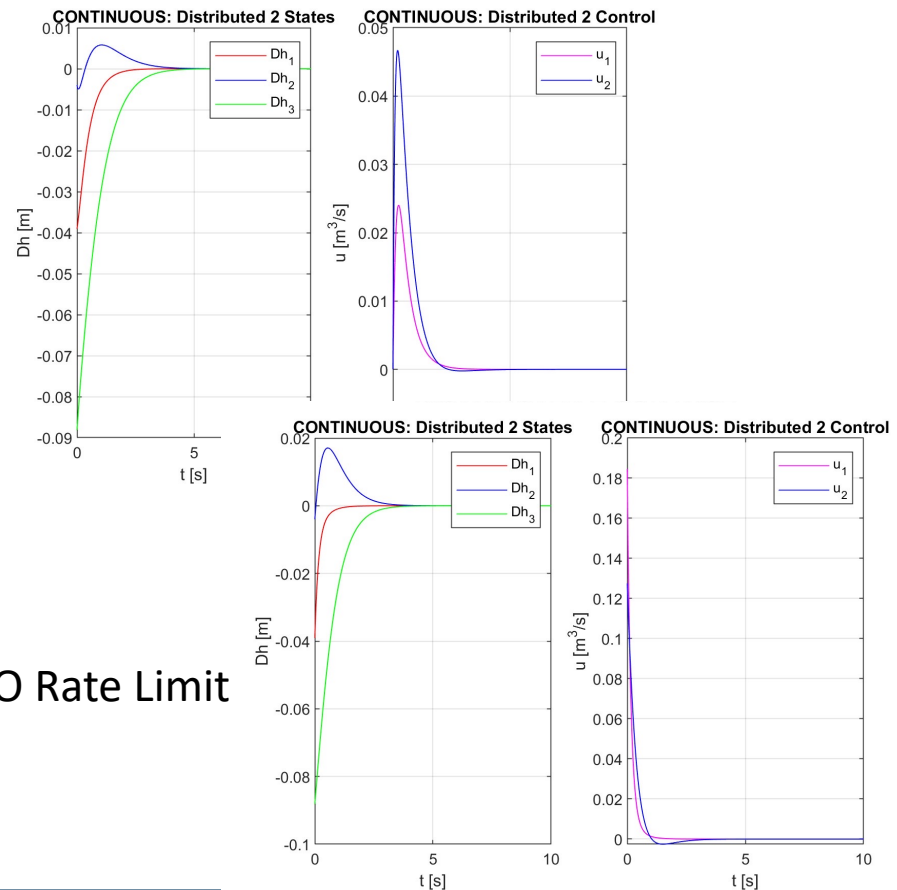 CONTINUOUS: Distributed 2 States
0.01
0
-0.01
-0.02
-0.03
-0.04
-0.05
-0.06
-0.07
-0.08
-0.09
Dh [m]
0
5
t [s]
Dh1
Dh2
Dh3
CONTINUOUS: Distributed 2 Control
0.05
0.04
0.03
0.02
0.01
0
u [m3/s]
u1
u2
CONTINUOUS: Distributed 2 States
0.02
0
-0.02
-0.04
-0.06
-0.08
-0.1
Dh [m]
0
5
10
t [s]
Dh1
Dh2
Dh3
CONTINUOUS: Distributed 2 Control
0.2
0.18
0.16
0.14
0.12
0.1
0.08
0.06
0.04
0.02
0
u [m3/s]
0
5
10
t [s]
u1
u2
O Rate Limit